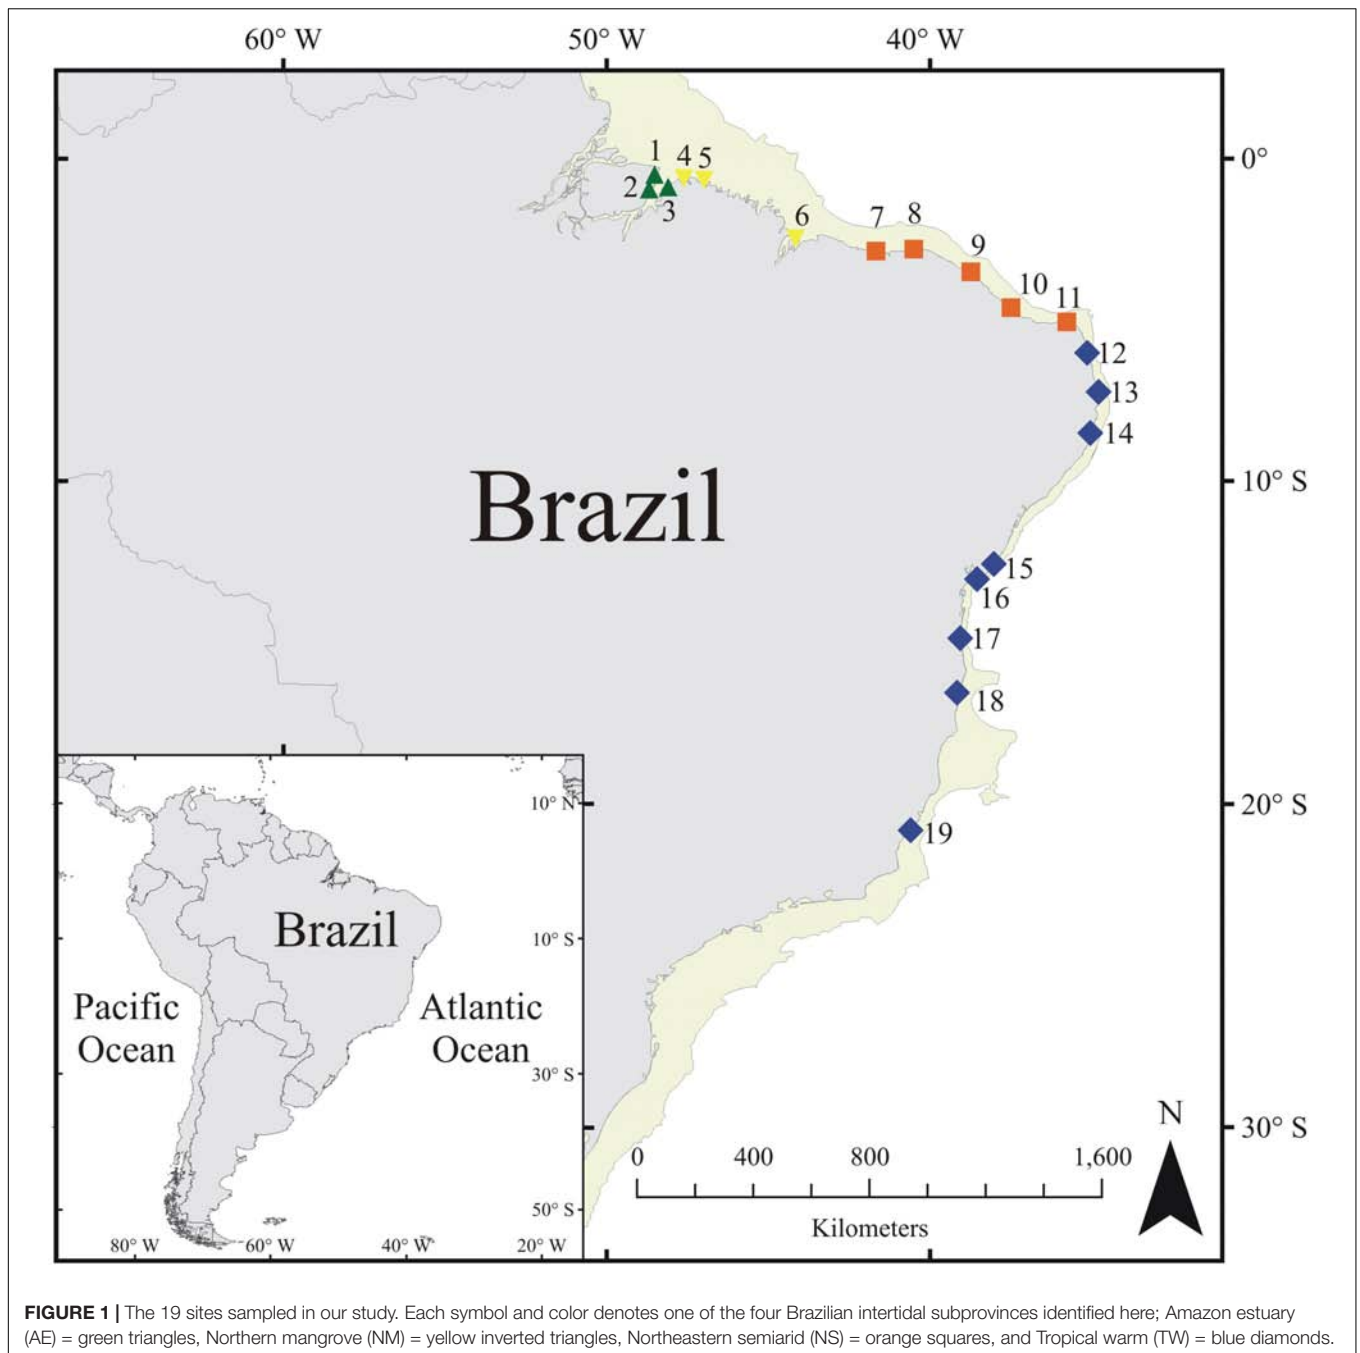 60° W 50° W 40° W
0°
10° S
20° S
30° S
1
2
3
4
5
6
7
8
9
10
11
12
13
14
15
16
17
18
19
Brazil
10° N
10° S
30° S
50° S
80° W 60° W 40° W 20° W
Brazil
Pacific
Ocean
Atlantic
Ocean
N
0 400 800 1,600
Kilometers
FIGURE 1 | The 19 sites sampled in our study. Each symbol and color denotes one of the four Brazilian intertidal subprovinces identified here; Amazon estuary
(AE) = green triangles, Northern mangrove (NM) = yellow inverted triangles, Northeastern semiarid (NS) = orange squares, and Tropical warm (TW) = blue diamonds.